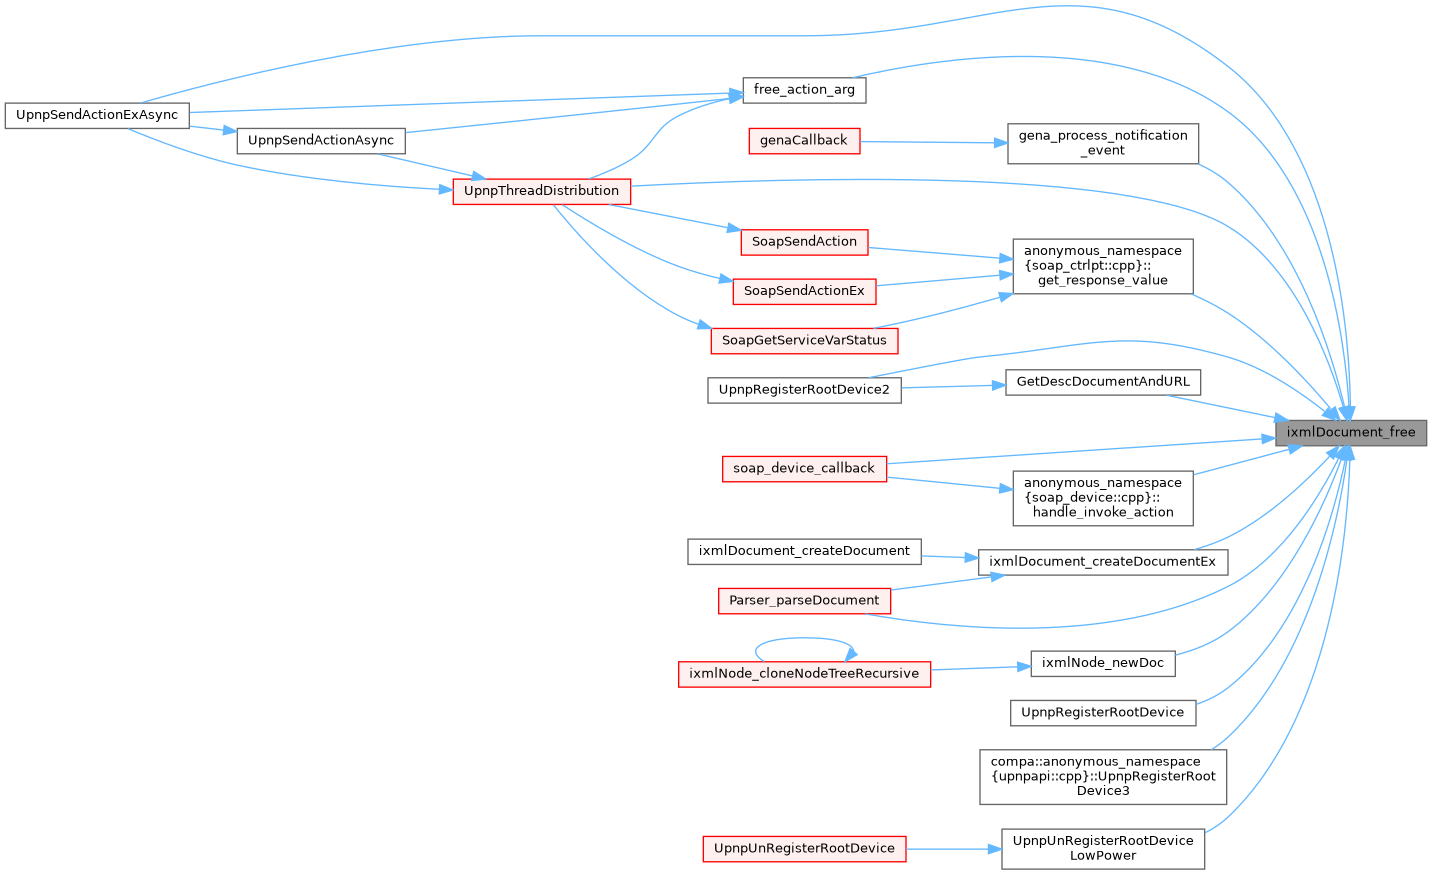 UpnpSendActionExAsync
UpnpSendActionAsync
free_action_arg
genaCallback
gena_process_notification
_event
UpnpThreadDistribution
SoapSendAction
SoapSendActionEx
SoapGetServiceVarStatus
anonymous_namespace
{soap_ctrlpt::cpp}::
get_response_value
UpnpRegisterRootDevice2
GetDescDocumentAndURL
ixmlDocument_free
soap_device_callback
anonymous_namespace
{soap_device::cpp}::
handle_invoke_action
ixmlDocument_createDocument
ixmlDocument_createDocumentEx
Parser_parseDocument
ixmlNode_cloneNodeTreeRecursive
ixmlNode_newDoc
UpnpRegisterRootDevice
compa::anonymous_namespace
{upnpapi::cpp}::UpnpRegisterRoot
Device3
UpnpUnRegisterRootDevice
UpnpUnRegisterRootDevice
LowPower